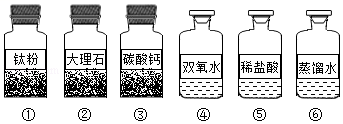 钛粉 大理石 碳酸钙 双氧水 稀盐酸 蒸馏水
① ② ③ ④ ⑤ ⑥